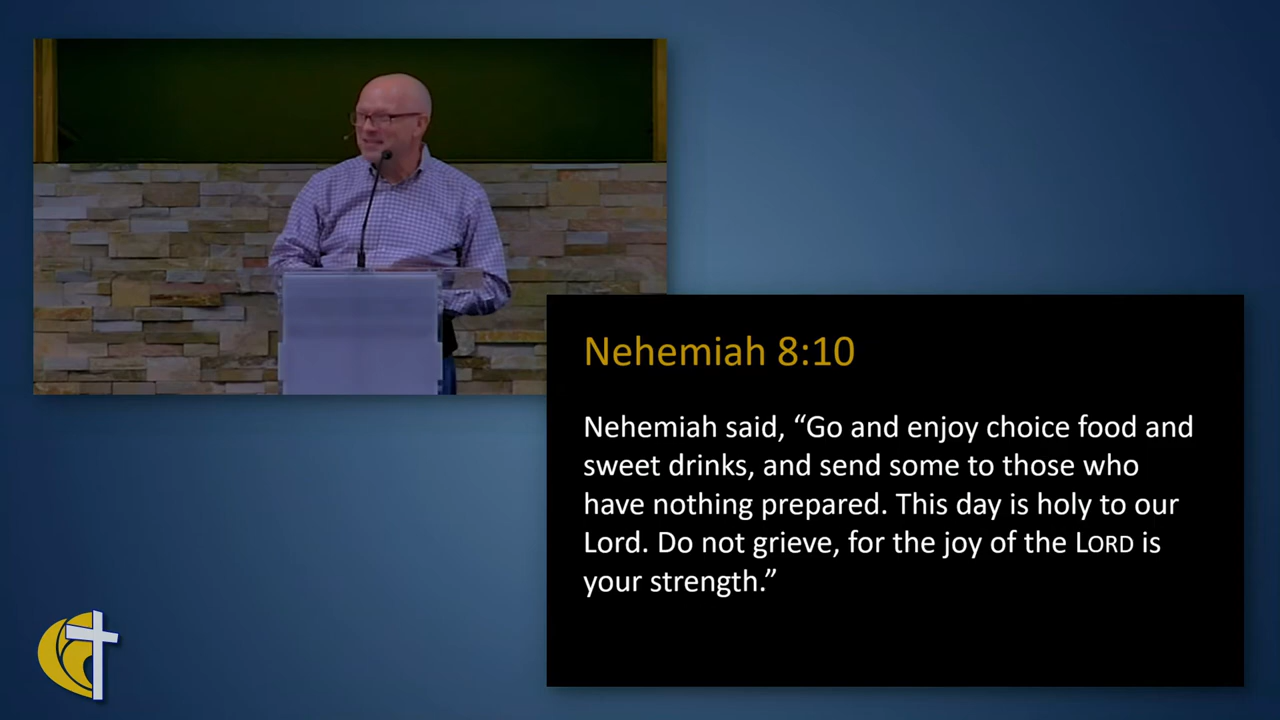 Nehemiah 8:10
Nehemiah said, “Go and enjoy choice food and
sweet drinks, and send some to those who
have nothing prepared. This day is holy to our
Lord. Do not grieve, for the joy of the LORD is
your strength.”